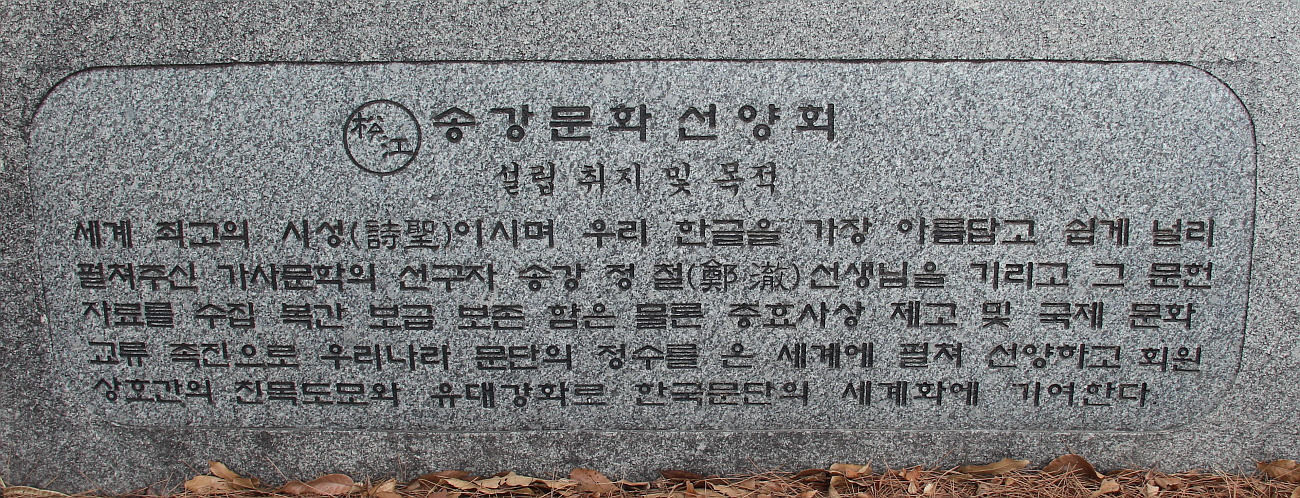 松江 송강문화선양회
설립 취지 및 목적
세계 최고의 시성(詩聖)이시며 우리 한글을 가장 아름답고 쉽게 널리
펼쳐주신 가사문학의 선구자 송강 정 철(鄭 澈)선생님을 기리고 그 문헌
자료를 수집 복간 보급 보존 함은 물론 충효사상 제고 및 국제 문화
교류 촉진으로 우리나라 문단의 정수를 온 세계에 펼쳐 선양하고 회원
상호간의 친목도모와 유대강화로 한국문단의 세계화에 기여한다